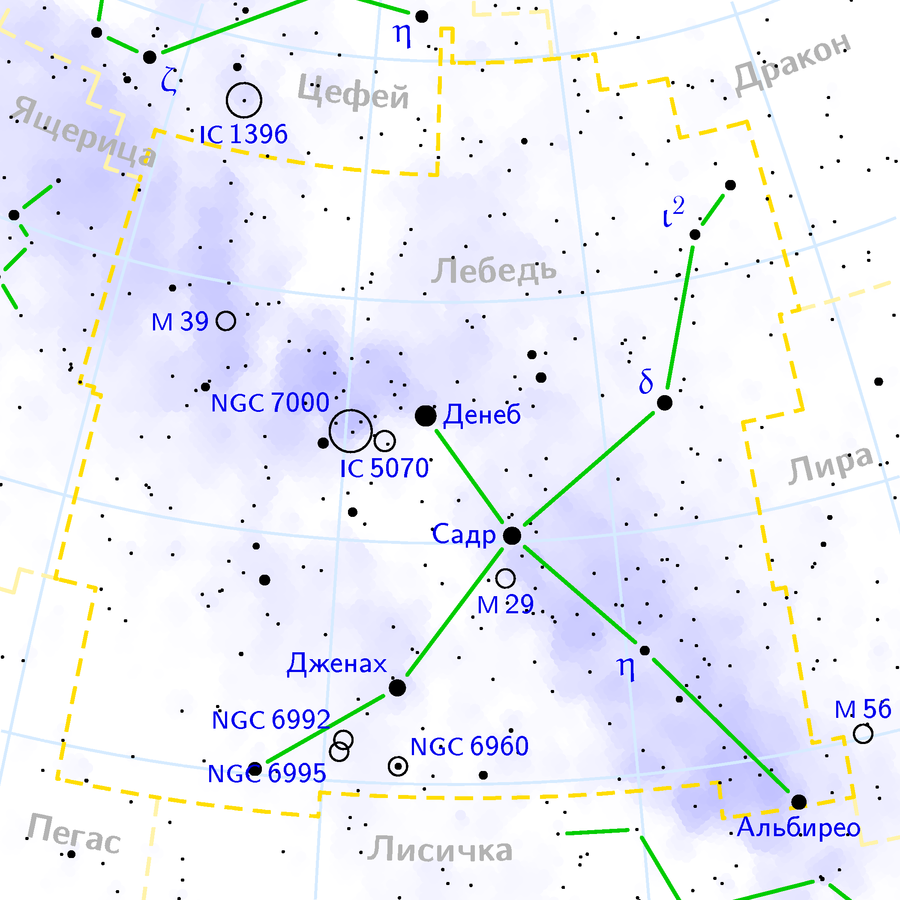 η
ζ
Цефей
Дракон
Ящерица
IC 1396
ι²
Лебедь
M 39
δ
NGC 7000
Денеб
IC 5070
Лира
Садр
M 29
Дженах
η
NGC 6992
M 56
NGC 6960
NGC 6995
Пегас
Лисичка
Альбирео